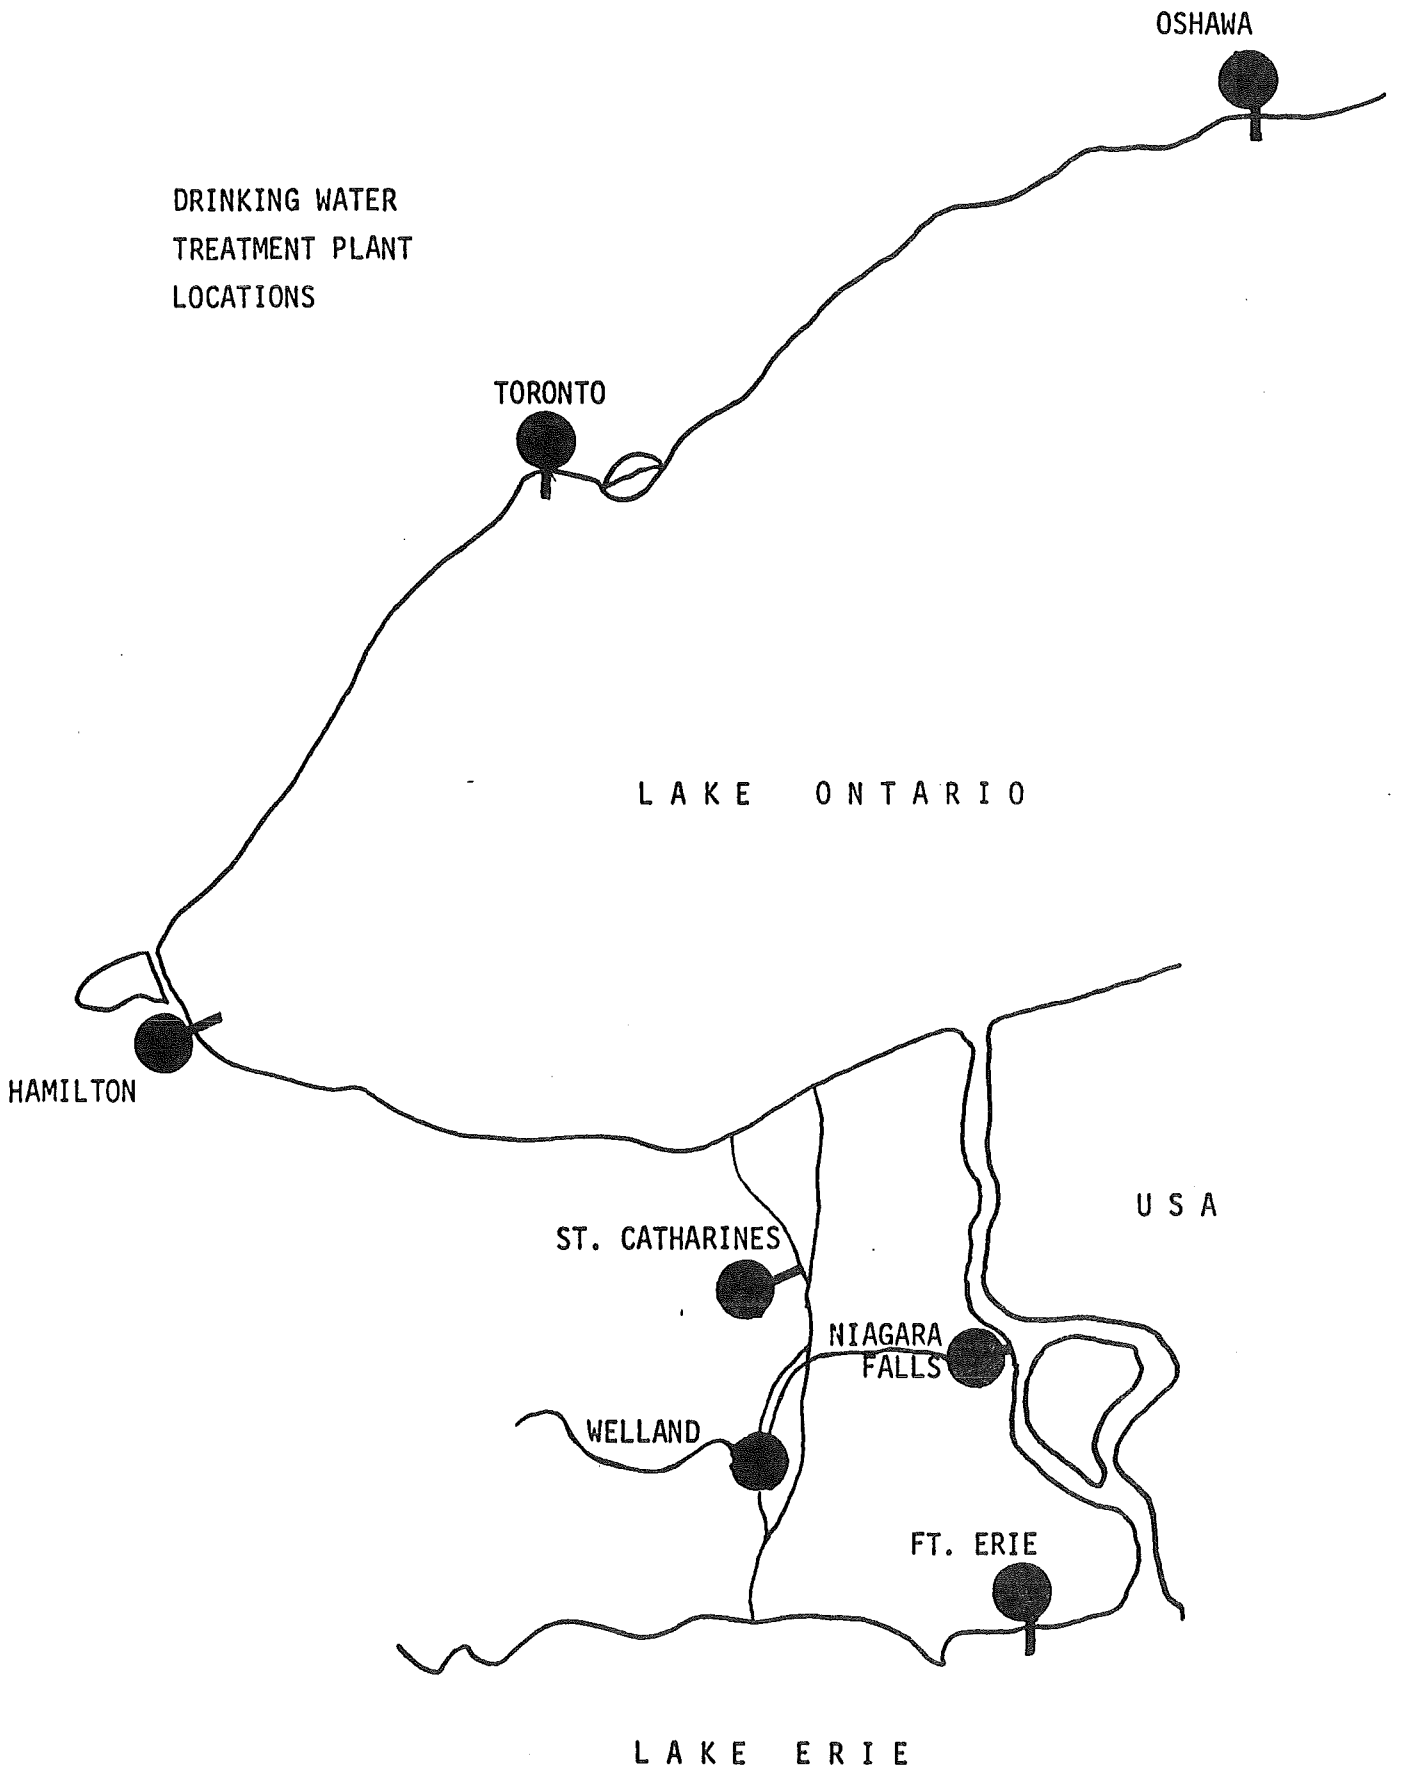 OSHAWA
DRINKING WATER
TREATMENT PLANT
LOCATIONS
TORONTO
LAKE ONTARIO
HAMILTON
USA
ST. CATHARINES
NIAGARA
FALLS
WELLAND
FT. ERIE
LAKE ERIE